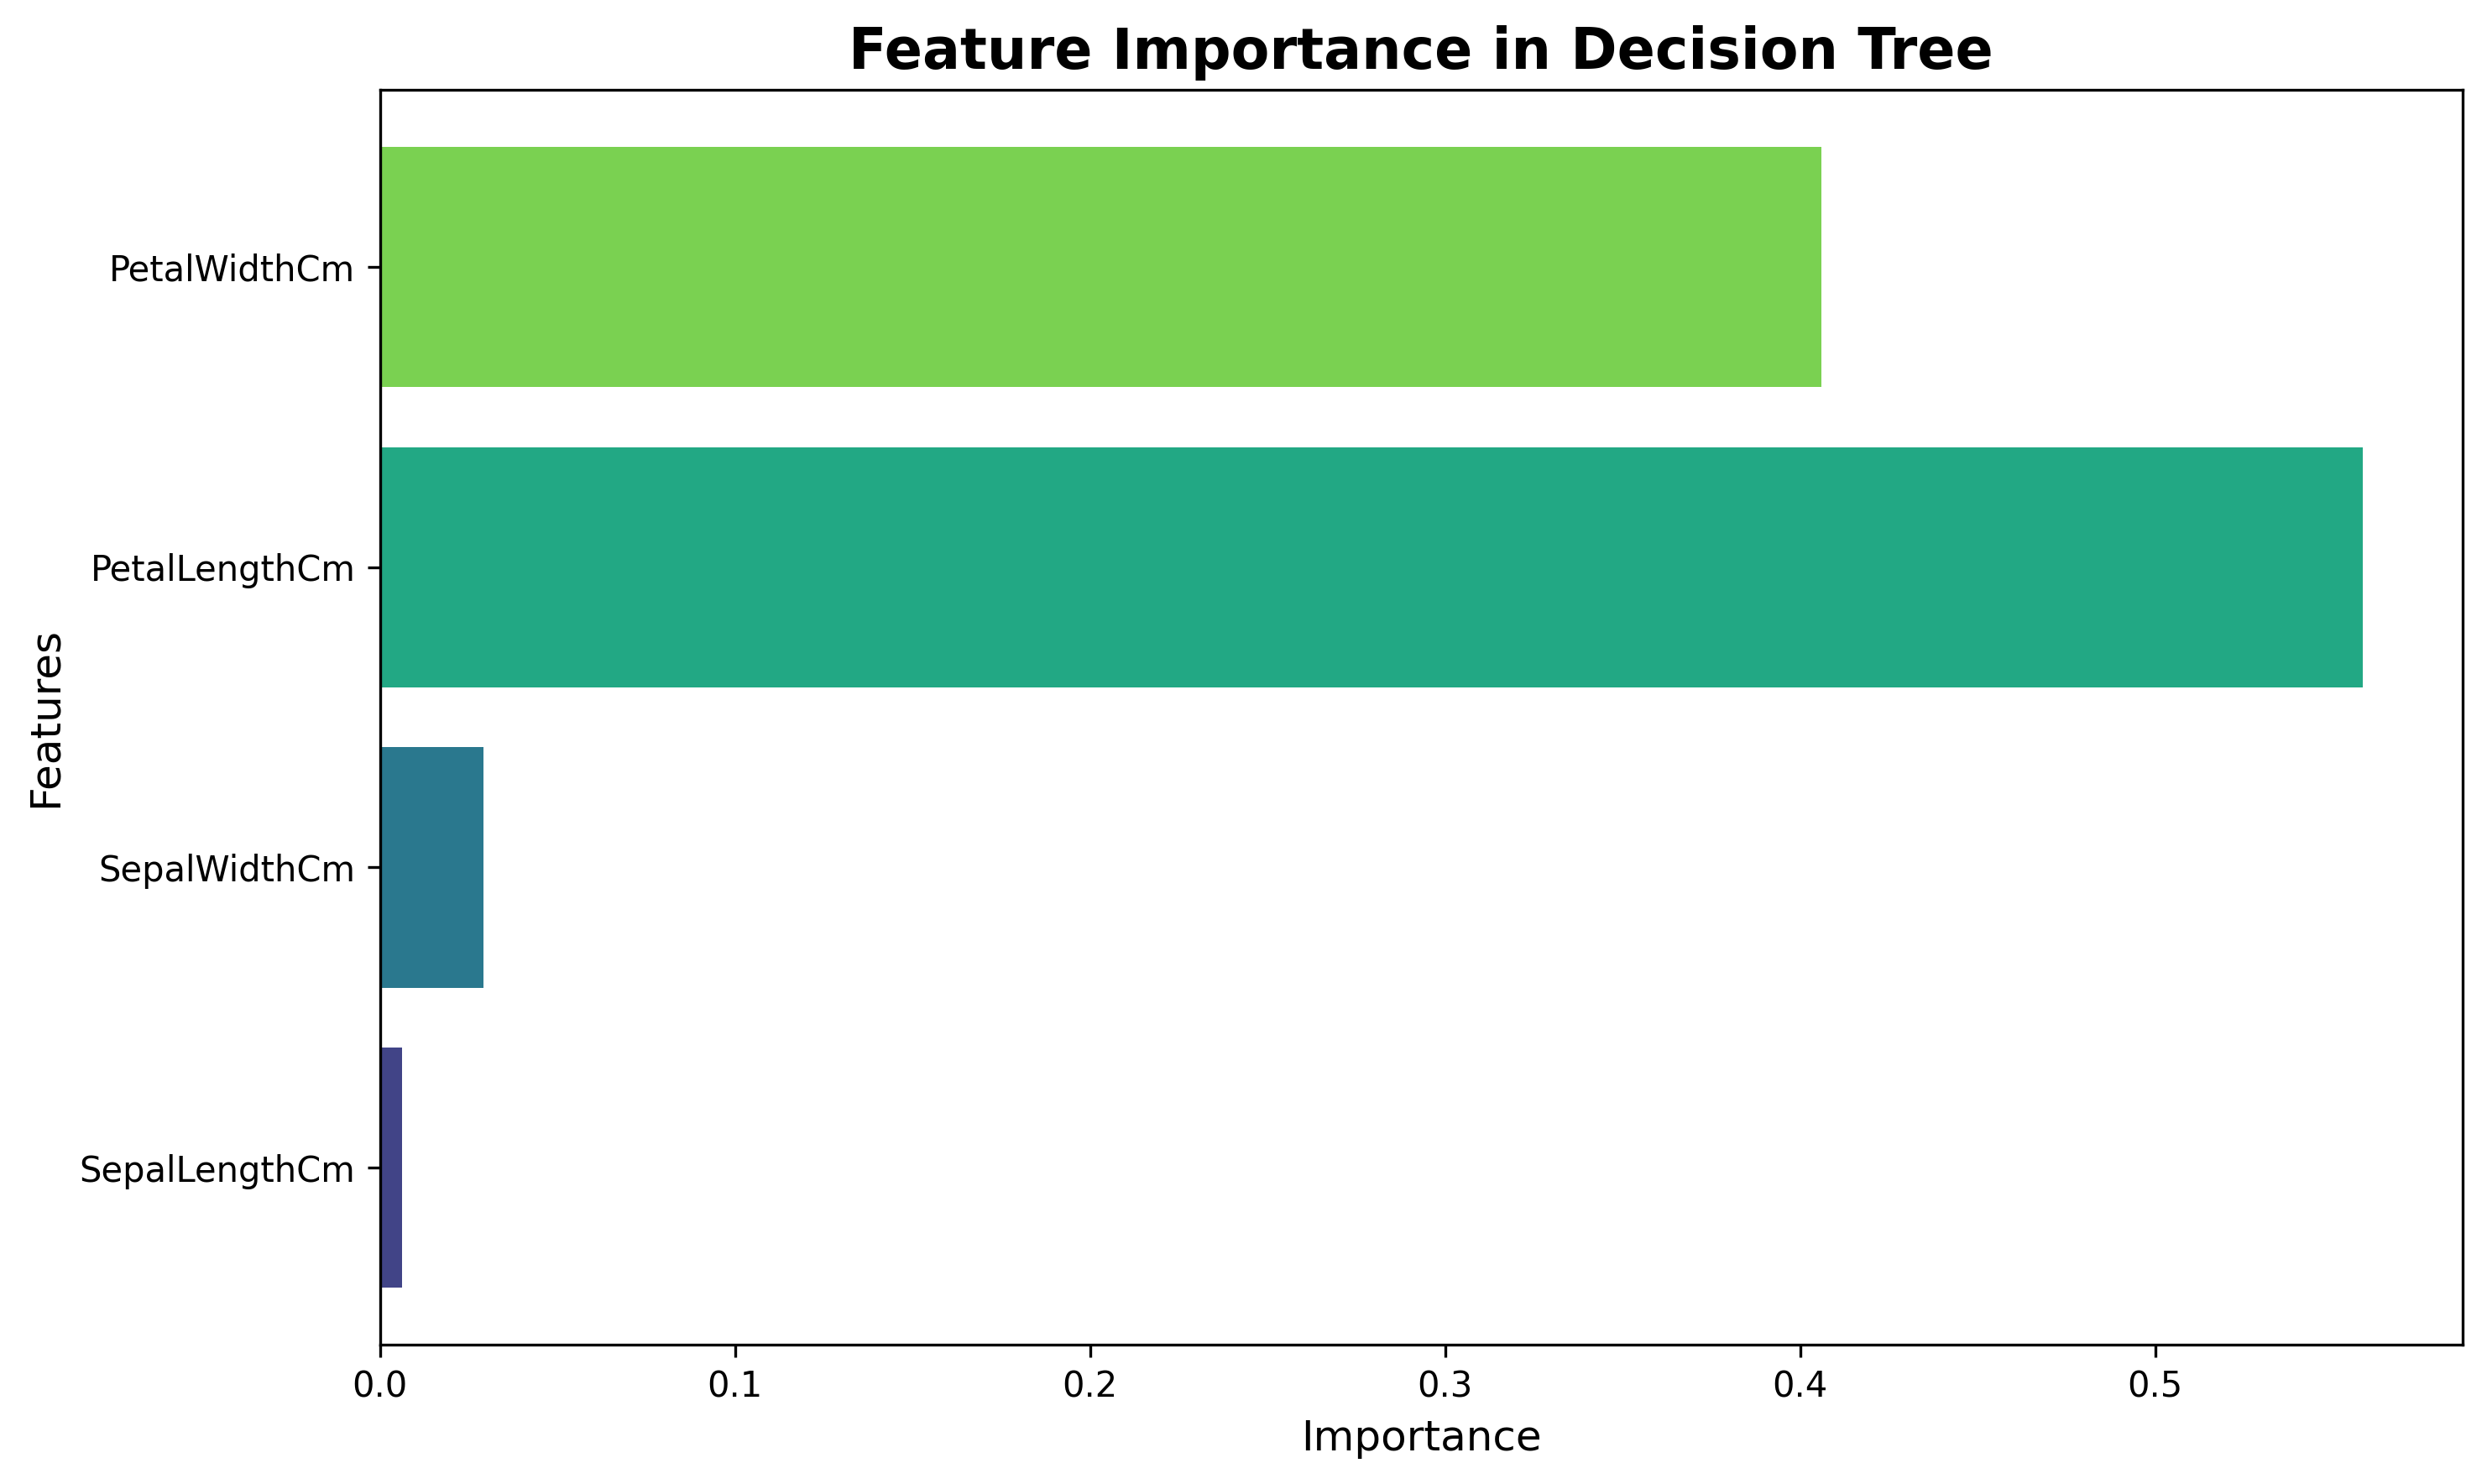 Feature Importance in Decision Tree
PetalWidthCm
PetalLengthCm
SepalWidthCm
SepalLengthCm
Features
0.0 0.1 0.2 0.3 0.4 0.5
Importance